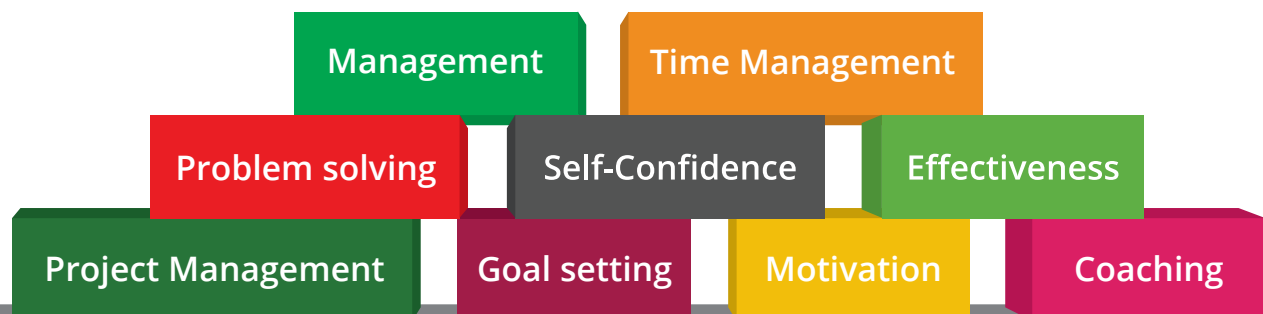 Management
Time Management
Problem solving
Self-Confidence
Effectiveness
Project Management
Goal setting
Motivation
Coaching